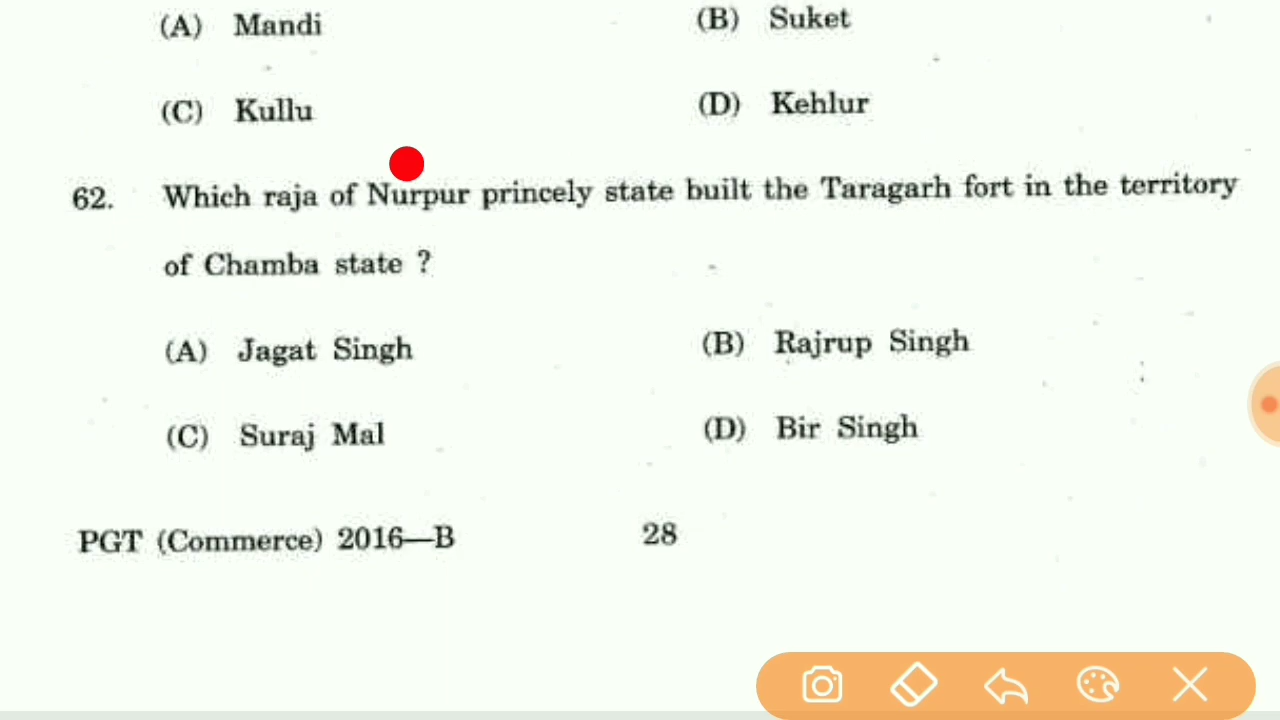 (A) Mandi (B) Suket
(C) Kullu (D) Kehlur
62. Which raja of Nurpur princely state built the Taragarh fort in the territory
of Chamba state ?
(A) Jagat Singh (B) Rajrup Singh
(C) Suraj Mal (D) Bir Singh
PGT (Commerce) 2016—B 28